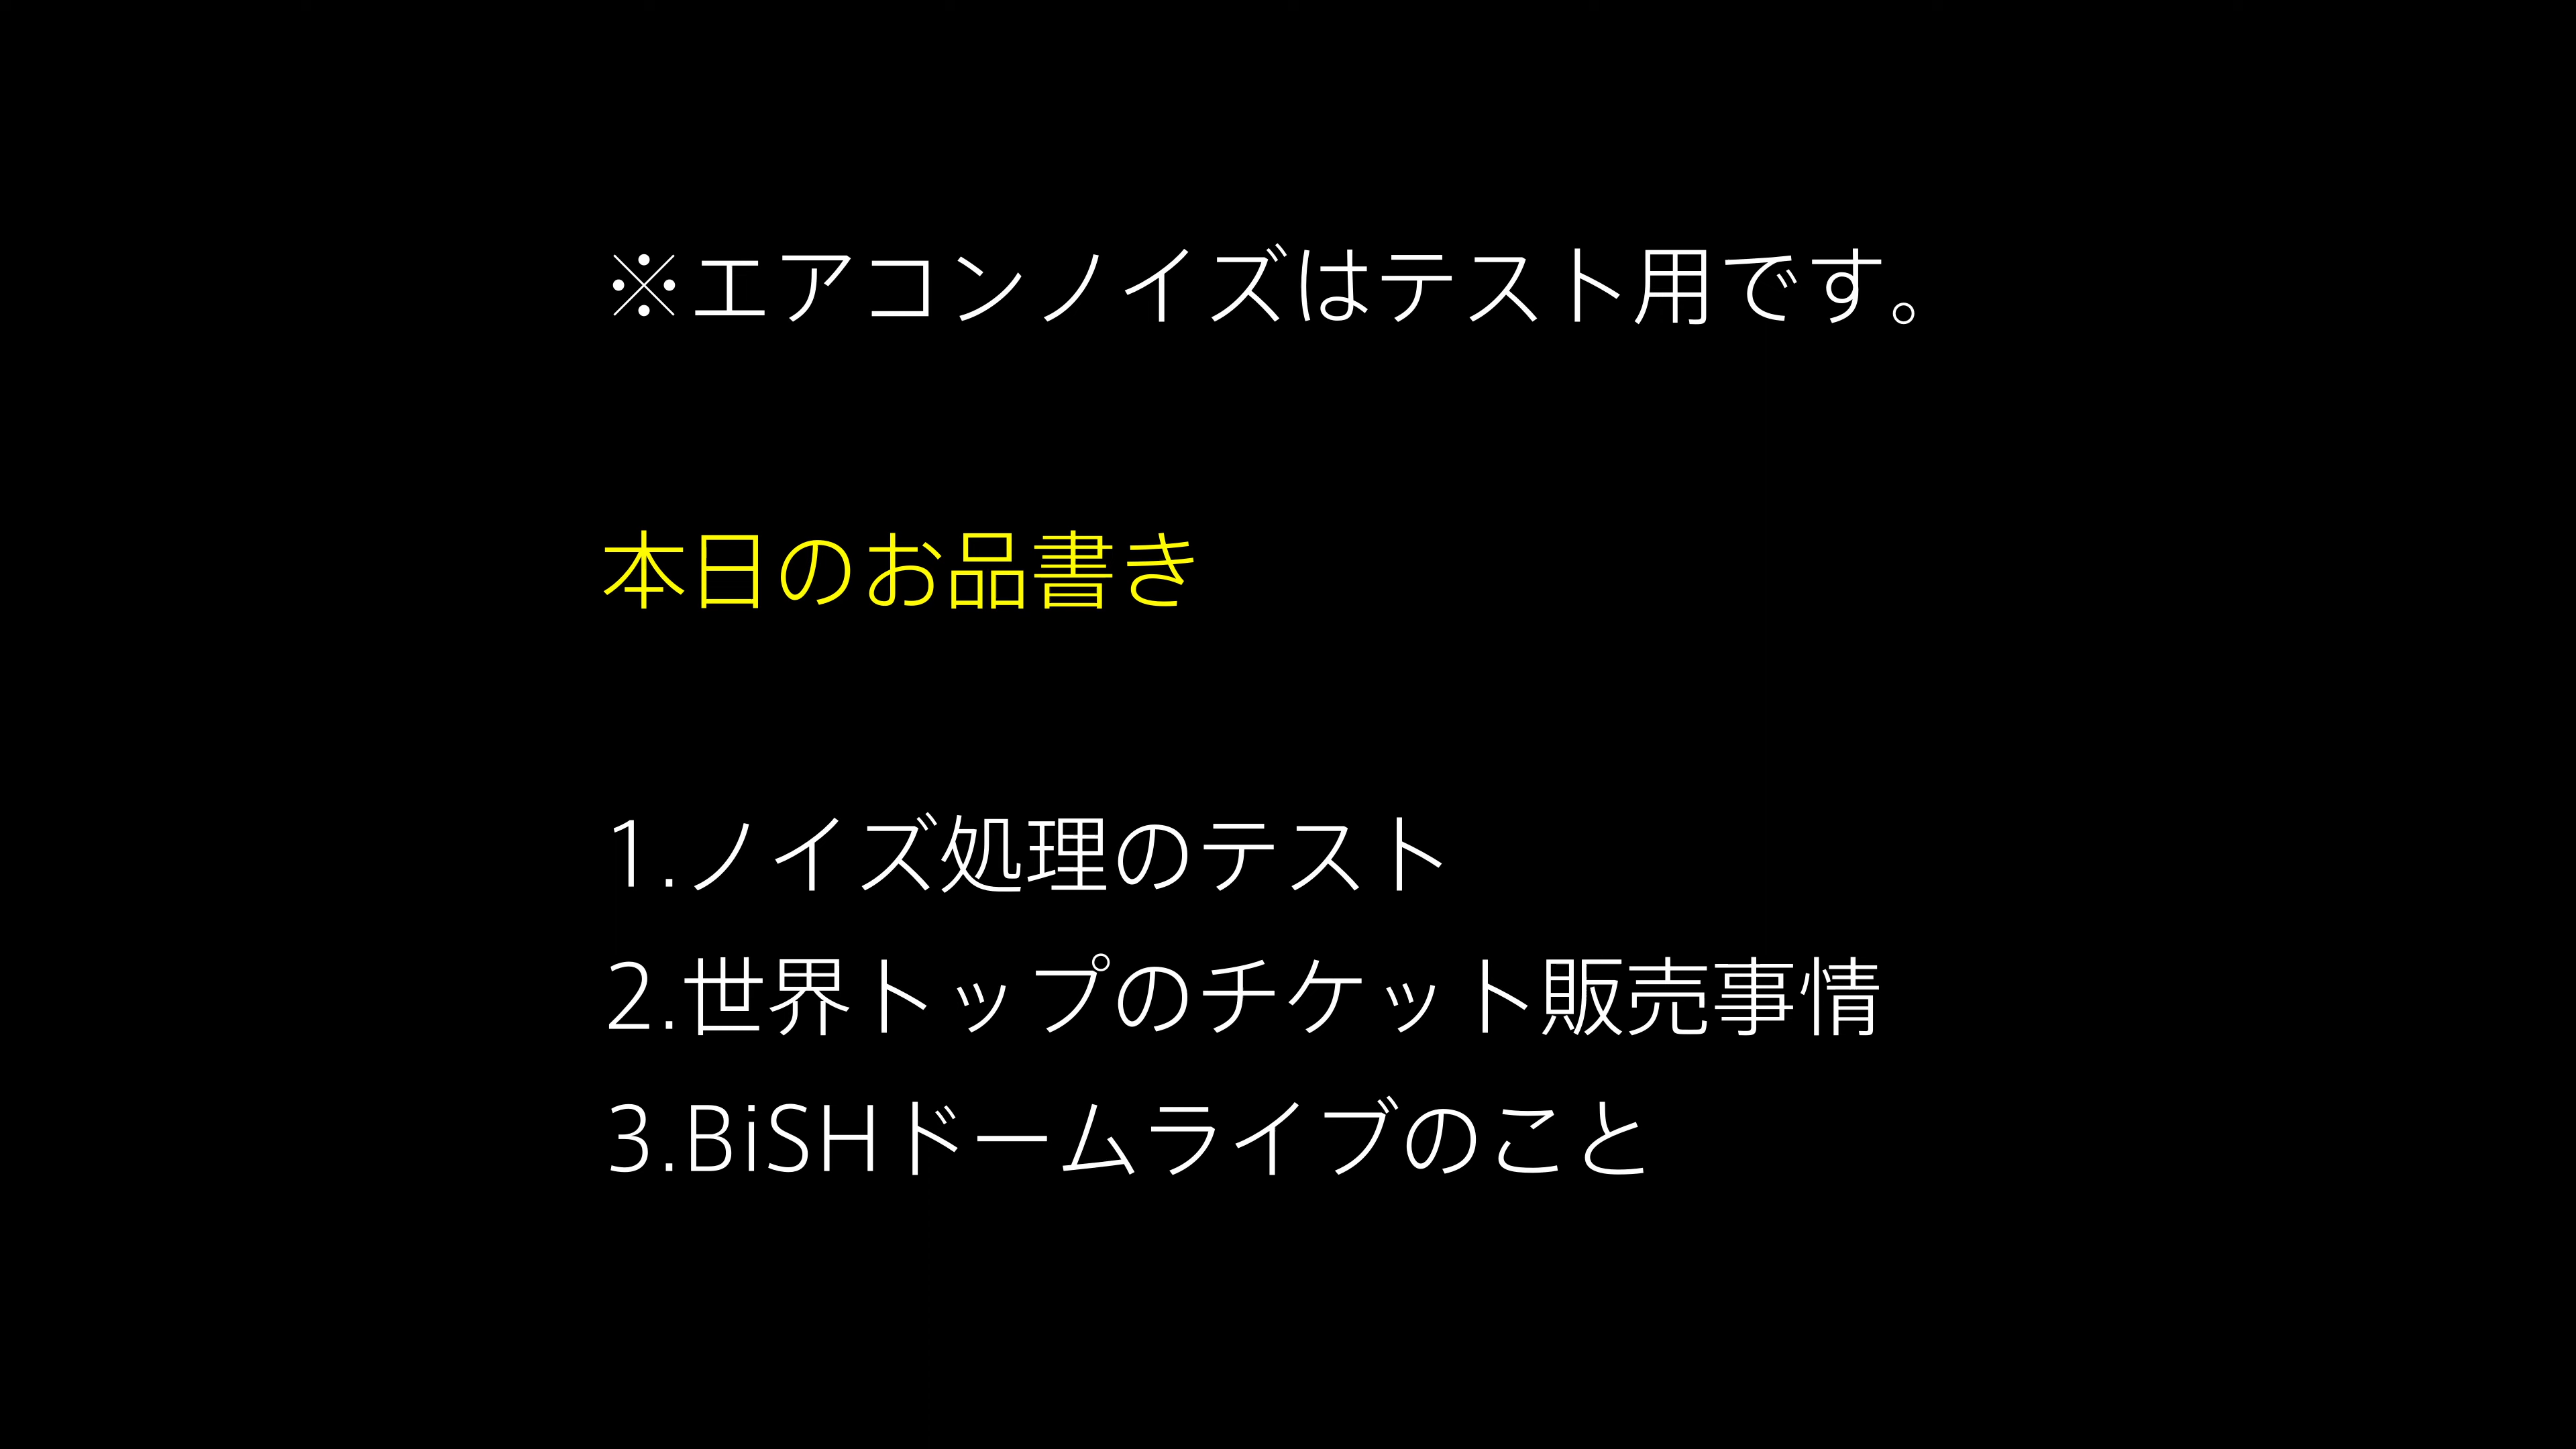 ※エアコンノイズはテスト用です。
本日のお品書き
1.ノイズ処理のテスト
2.世界トップのチケット販売事情
3.BiSHドームライブのこと